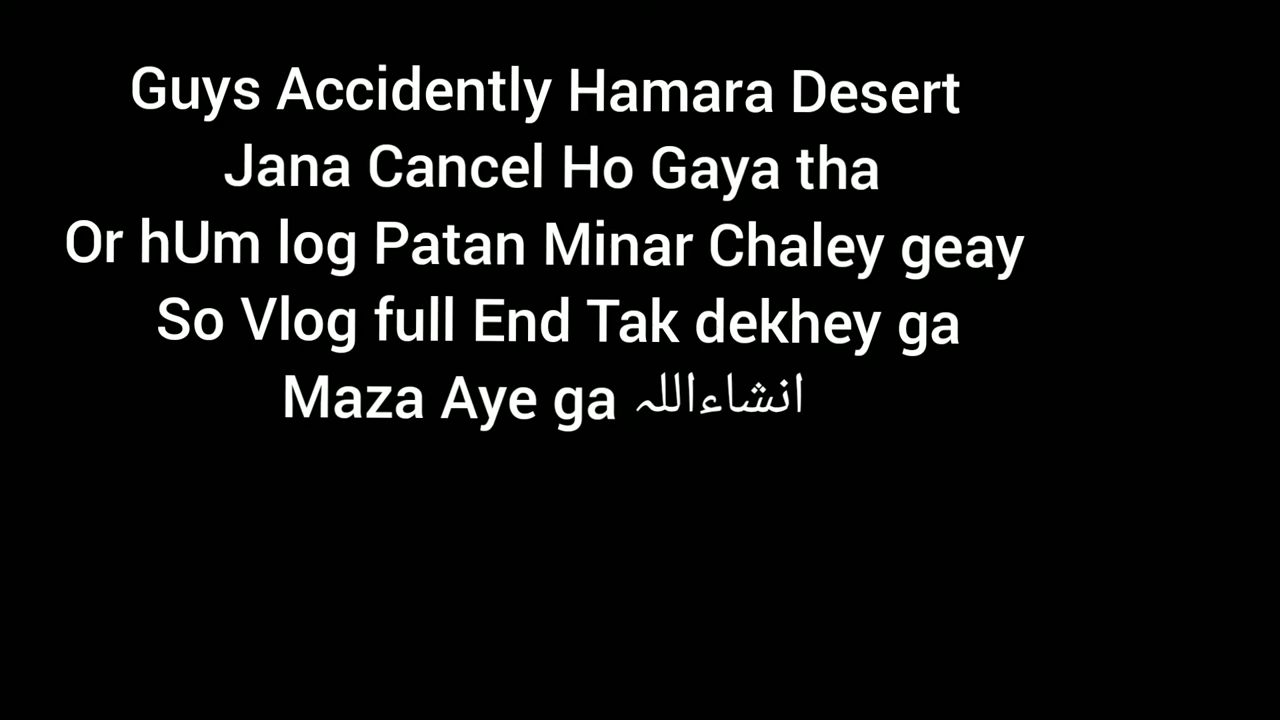 Guys Accidently Hamara Desert
Jana Cancel Ho Gaya tha
Or hUm log Patan Minar Chaley geay
So Vlog full End Tak dekhey ga
Maza Aye ga انشاءاللہ